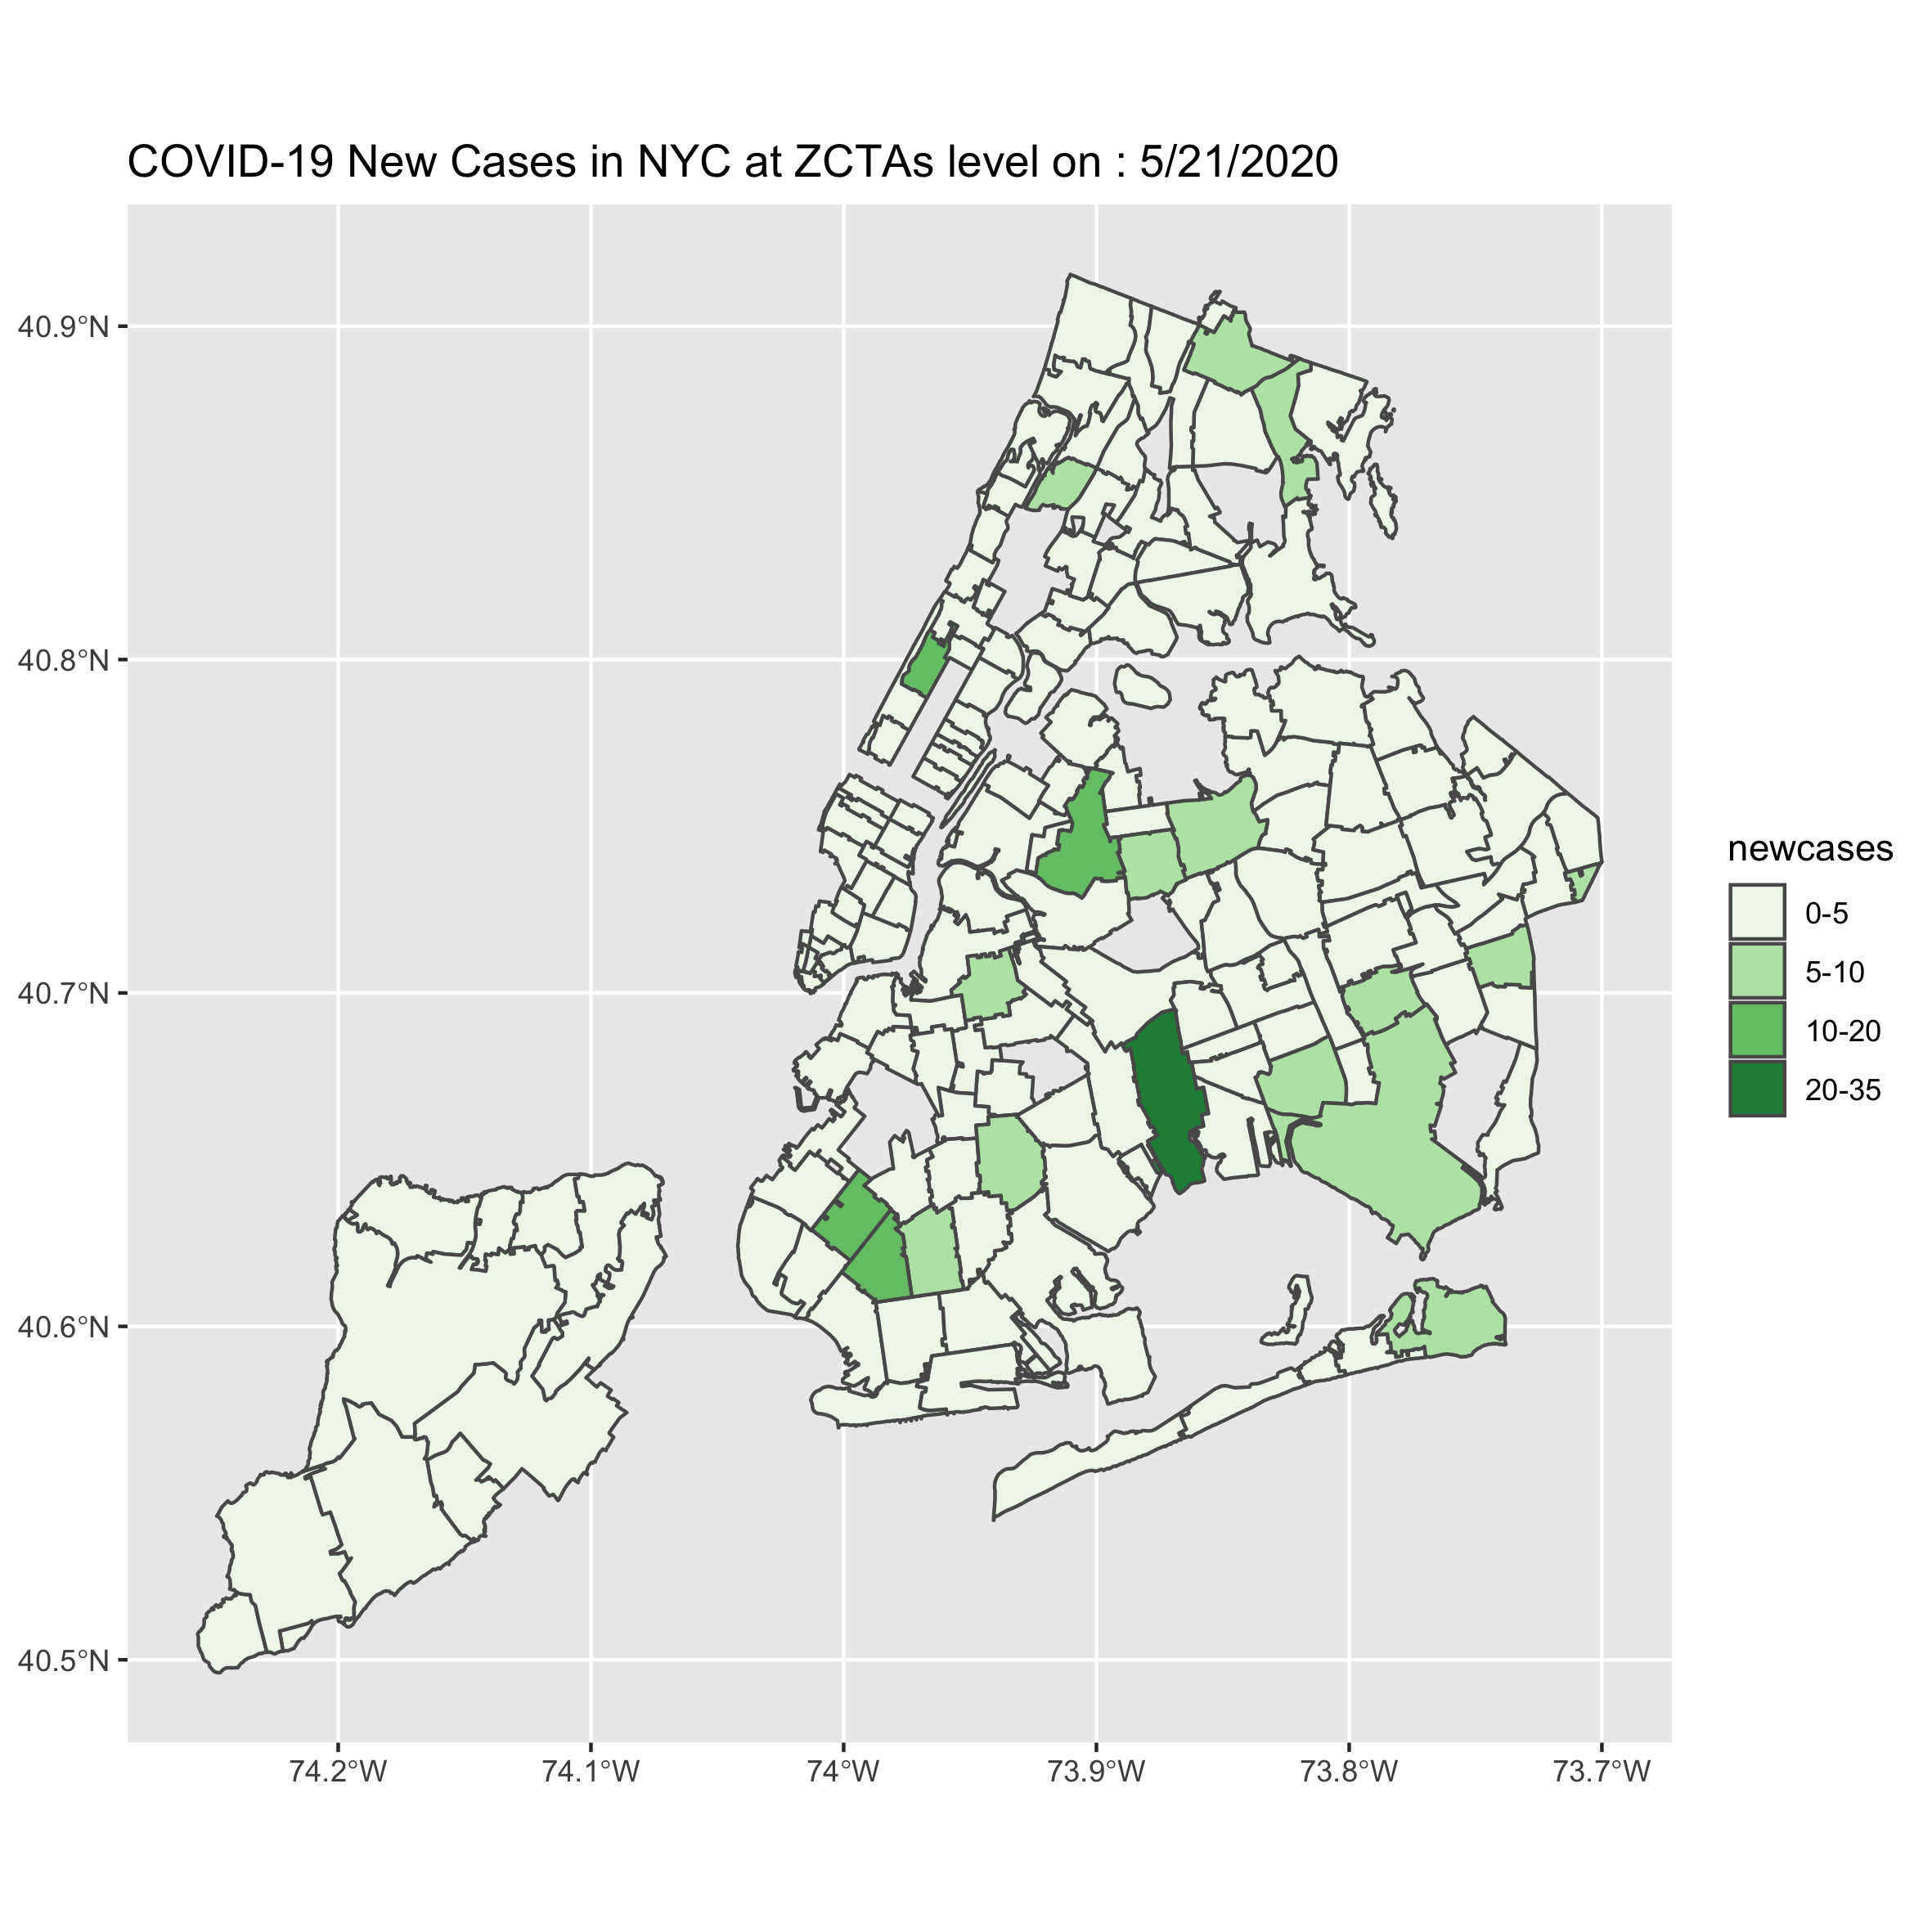 COVID-19 New Cases in NYC at ZCTAs level on : 5/21/2020
40.9°N
40.8°N
40.7°N
40.6°N
40.5°N
74.2°W
74.1°W
74°W
73.9°W
73.8°W
73.7°W
newcases
0-5
5-10
10-20
20-35